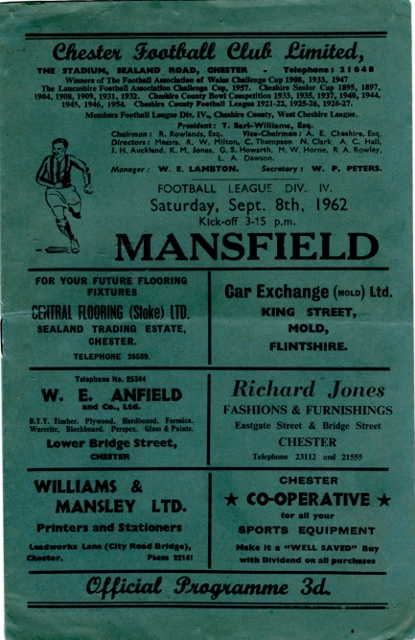 Chester Football Club Limited,
THE STADIUM, SEALAND ROAD, CHESTER - Telephone: 21048
Winners of The Football Association of Wales Challenge Cup 1908, 1933, 1947
The Lancashire Football Association Challenge Cup, 1957. Cheshire Senior Cup 1895, 1897,
1904, 1908, 1909, 1931, 1932. Cheshire County Bowl Competition 1933, 1935, 1937, 1940, 1944,
1945, 1946, 1954. Cheshire County Football League 1921-22, 1925-26, 1926-27.
Members Football League Div. IV., Cheshire County, West Cheshire League.
President: T. Sarl-Williams, Esq.
Chairman: R. Rowlands, Esq. Vice-Chairman: A. E. Cheshire, Esq.
Directors: Messrs. R. W. Milton, C. Thompson N. Clark. A. C. Hall,
J. H. Auckland. K. M. Jones, G. S. Howarth, M. W. Horne, R. A. Rowley,
L. A. Dawson.
Manager: W. E. LAMBTON. Secretary: W. P. PETERS.
FOOTBALL LEAGUE DIV. IV.
Saturday, Sept. 8th, 1962
Kick-off 3-15 p.m.
MANSFIELD
FOR YOUR FUTURE FLOORING
FIXTURES
CENTRAL FLOORING (Stoke) LTD.
SEALAND TRADING ESTATE,
CHESTER.
TELEPHONE 26569.
Car Exchange (MOLD) Ltd.
KING STREET,
MOLD,
FLINTSHIRE.
Telephone No. 25344
W. E. ANFIELD
and Co., Ltd.
D.I.Y. Timber. Plywood. Hardboard. Formica.
Warerite, Blockboard. Perspex. Glass & Paints.
Lower Bridge Street,
CHESTER
Richard Jones
FASHIONS & FURNISHINGS
Eastgate Street & Bridge Street
CHESTER
Telephone 23112 and 21555
WILLIAMS &
MANSLEY LTD.
Printers and Stationers
Leadworks Lane (City Road Bridge),
Chester. Phone 22141
CHESTER
★ CO-OPERATIVE ★
for all your
SPORTS EQUIPMENT
Make it a "WELL SAVED" Buy
with Dividend on all purchases
Official Programme 3d.